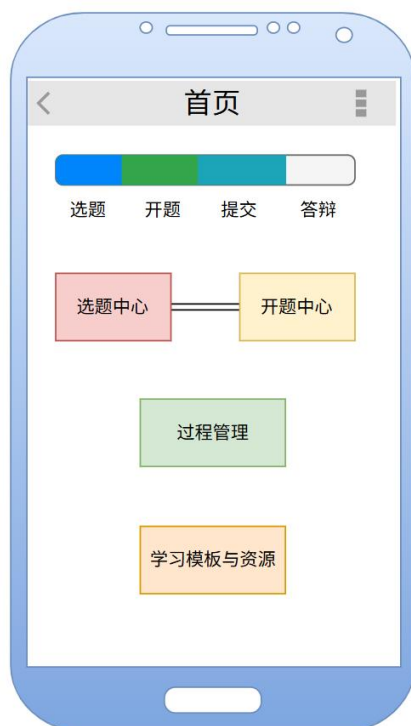 首页
选题 开题 提交 答辩
选题中心 开题中心
过程管理
学习模板与资源